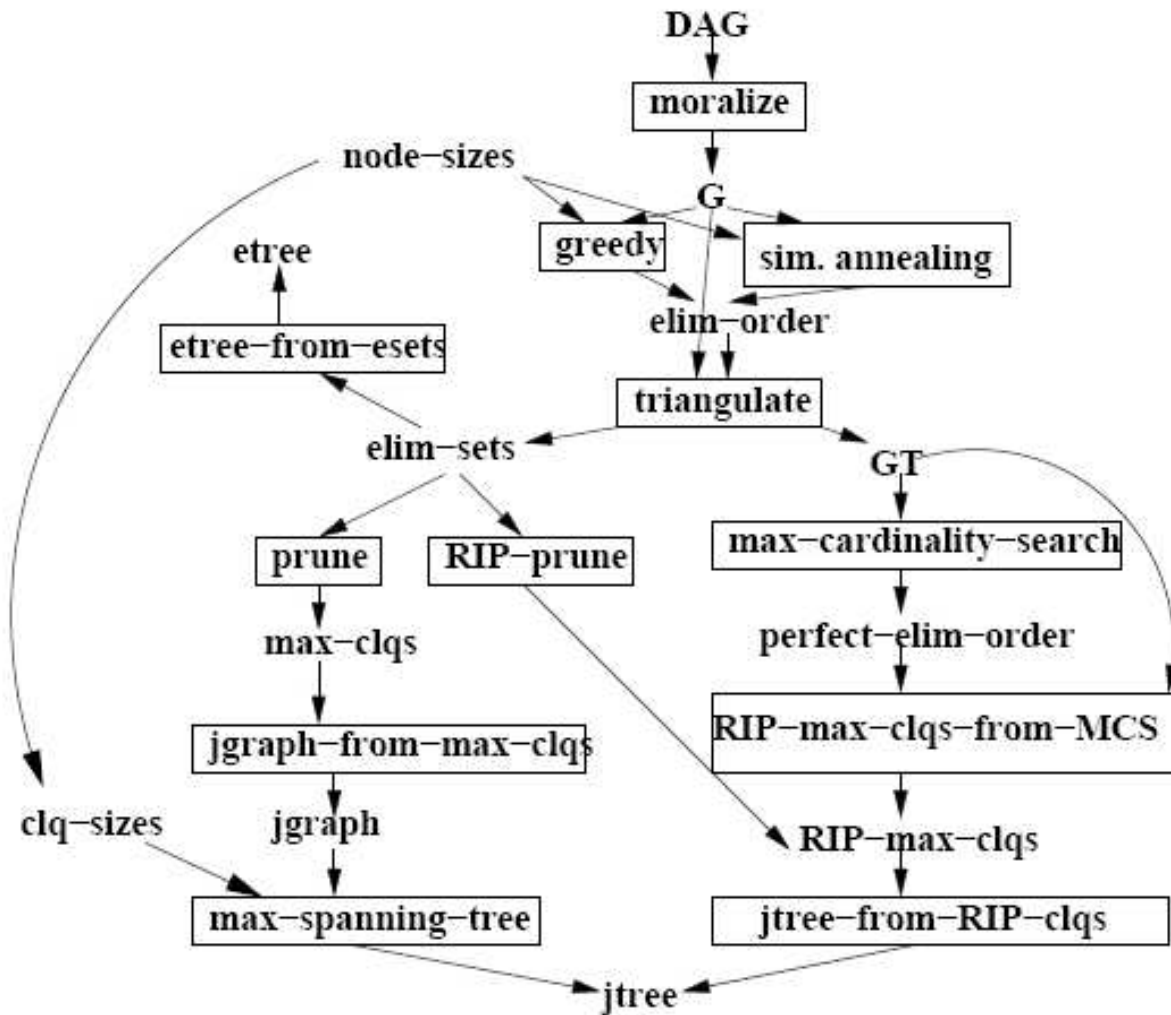 DAG
moralize
node-sizes
G
greedy
sim. annealing
etree
elim-order
etree-from-esets
triangulate
elim-sets
GT
prune
RIP-prune
max-cardinality-search
max-clqs
perfect-elim-order
jgraph-from-max-clqs
RIP-max-clqs-from-MCS
clq-sizes
jgraph
RIP-max-clqs
max-spanning-tree
jtree-from-RIP-clqs
jtree